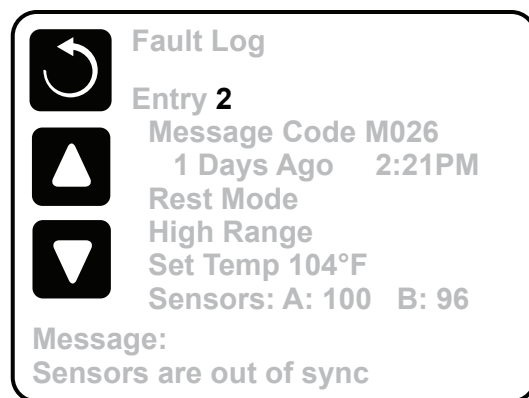 Fault Log
Entry 2
Message Code M026
1 Days Ago 2:21PM
Rest Mode
High Range
Set Temp 104°F
Sensors: A: 100 B: 96
Message:
Sensors are out of sync